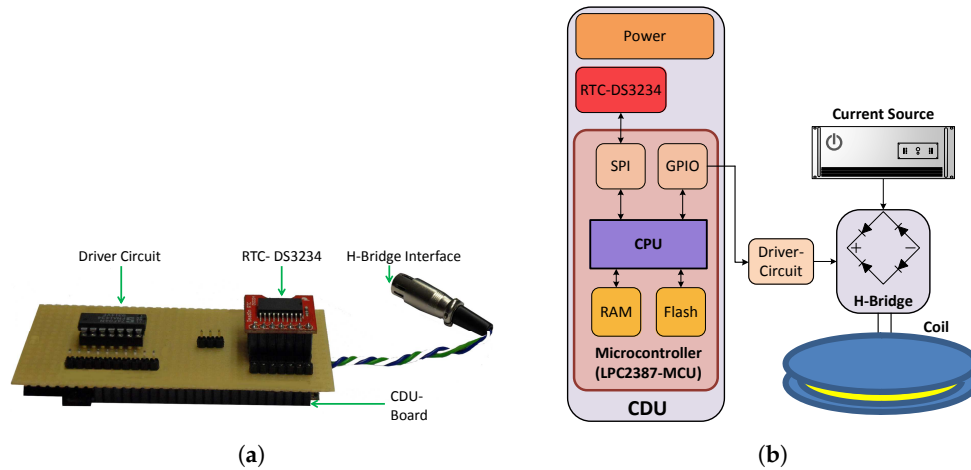 Driver Circuit
RTC- DS3234
H-Bridge Interface
CDU-
Board
(a)
Power
RTC-DS3234
SPI
GPIO
CPU
RAM
Flash
Microcontroller
(LPC2387-MCU)
CDU
Driver-
Circuit
Current Source
+
−
H-Bridge
Coil
(b)